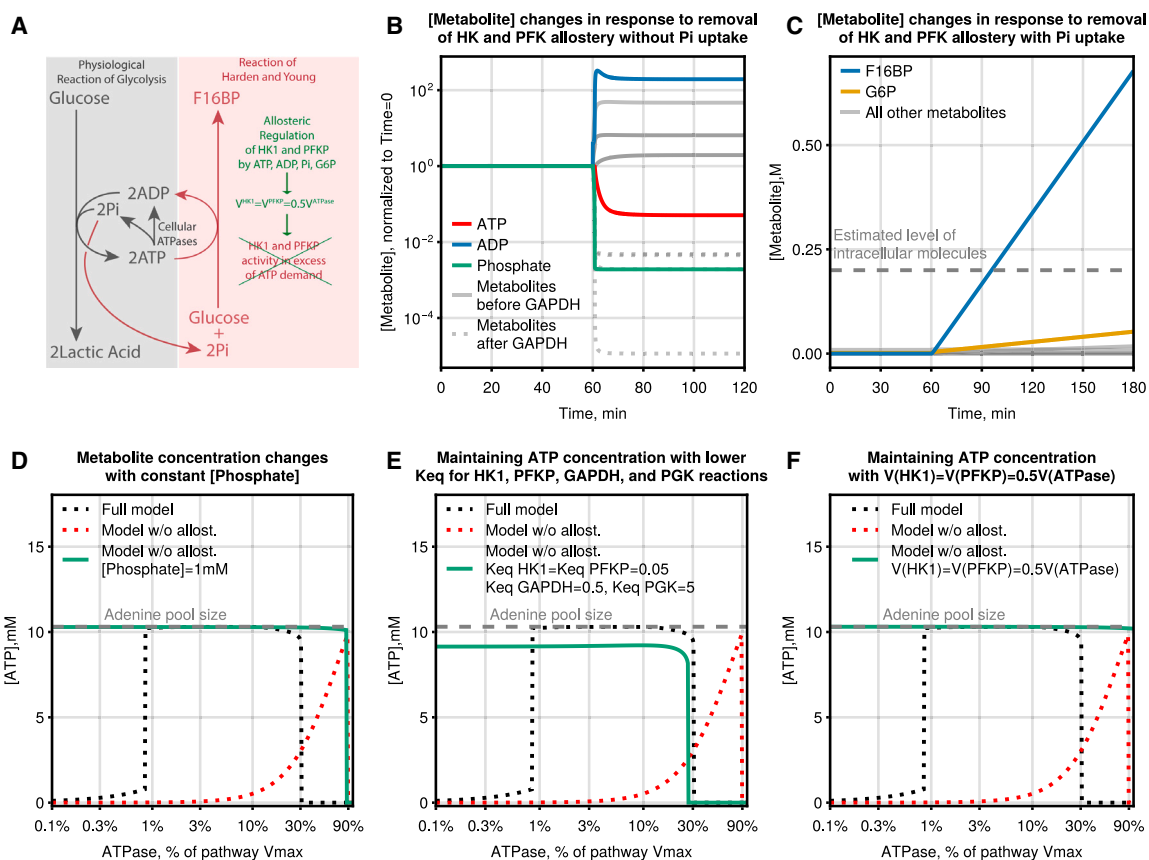 A
Physiological
Reaction of Glycolysis
Reaction of
Harden and Young
Glucose
F16BP
Allosteric
Regulation
of HK1 and PFKP
by ATP, ADP, Pi, G6P
V^HK1=V^PFKP=0.5V^ATPase
HK1 and PFKP
activity in excess
of ATP demand
2ADP
2Pi
Cellular
ATPases
2ATP
Glucose
+
2Pi
2Lactic Acid
B
[Metabolite] changes in response to removal
of HK and PFK allostery without Pi uptake
[Metabolite], normalized to Time=0
10^2
10^0
10^−2
10^−4
ATP
ADP
Phosphate
Metabolites
before GAPDH
Metabolites
after GAPDH
0 20 40 60 80 100 120
Time, min
C
[Metabolite] changes in response to removal
of HK and PFK allostery with Pi uptake
F16BP
G6P
All other metabolites
[Metabolite],M
0.50
0.25
0.00
Estimated level of
intracellular molecules
0 30 60 90 120 150 180
Time, min
D
Metabolite concentration changes
with constant [Phosphate]
Full model
Model w/o allost.
Model w/o allost.
[Phosphate]=1mM
Adenine pool size
[ATP],mM
15
10
5
0
0.1% 0.3% 1% 3% 10% 30% 90%
ATPase, % of pathway Vmax
E
Maintaining ATP concentration with lower
Keq for HK1, PFKP, GAPDH, and PGK reactions
Full model
Model w/o allost.
Model w/o allost.
Keq HK1=Keq PFKP=0.05
Keq GAPDH=0.5, Keq PGK=5
Adenine pool size
[ATP],mM
15
10
5
0
0.1% 0.3% 1% 3% 10% 30% 90%
ATPase, % of pathway Vmax
F
Maintaining ATP concentration
with V(HK1)=V(PFKP)=0.5V(ATPase)
Full model
Model w/o allost.
Model w/o allost.
V(HK1)=V(PFKP)=0.5V(ATPase)
Adenine pool size
[ATP],mM
15
10
5
0
0.1% 0.3% 1% 3% 10% 30% 90%
ATPase, % of pathway Vmax